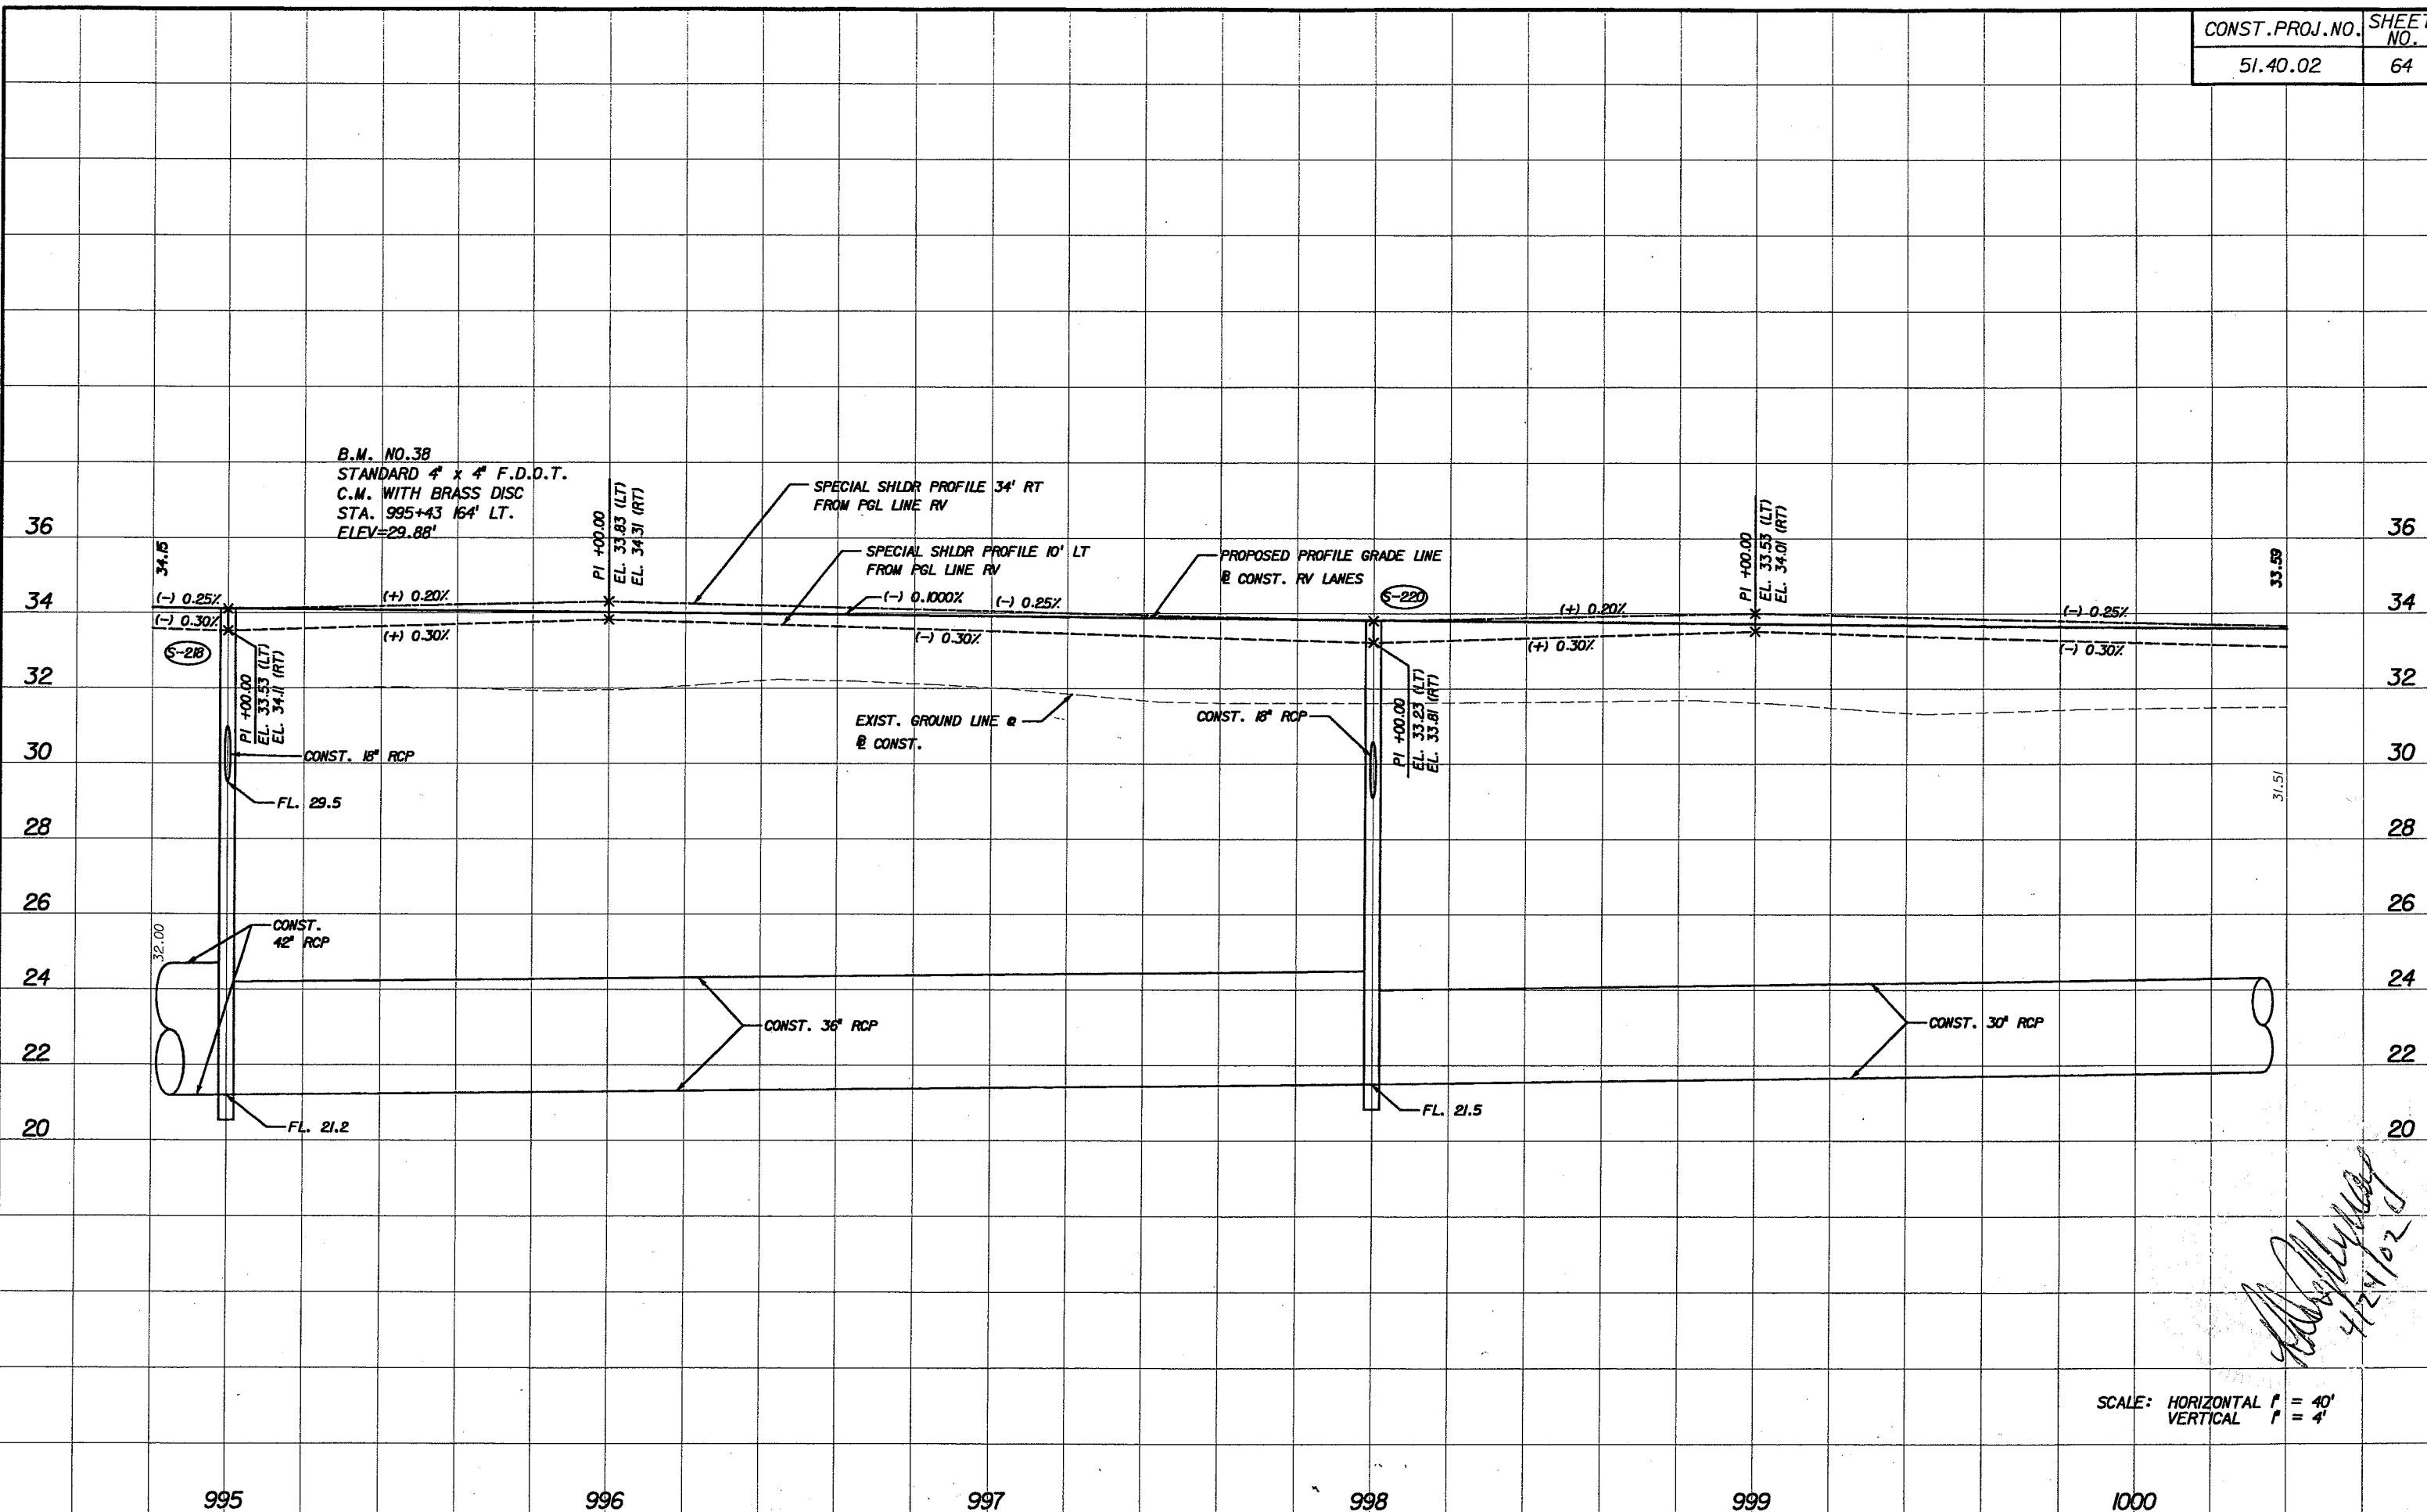 CONST.PROJ.NO.
SHEET
NO.
51.40.02
64
B.M. NO.38
STANDARD 4" x 4" F.D.O.T.
C.M. WITH BRASS DISC
STA. 995+43 164' LT.
ELEV=29.88'
PI +00.00
EL. 33.83 (LT)
EL. 34.31 (RT)
SPECIAL SHLDR PROFILE 34' RT
FROM PGL LINE RV
SPECIAL SHLDR PROFILE 10' LT
FROM PGL LINE RV
PROPOSED PROFILE GRADE LINE
@ CONST. RV LANES
PI +00.00
EL. 33.53 (LT)
EL. 34.01 (RT)
36
36
34.15
33.59
34
(-) 0.25%
(+) 0.20%
(-) 0.1000%
(-) 0.25%
S-220
(+) 0.20%
(-) 0.25%
34
(-) 0.30%
(+) 0.30%
(-) 0.30%
(+) 0.30%
(-) 0.30%
S-218
32
32
PI +00.00
EL. 33.53 (LT)
EL. 34.11 (RT)
EXIST. GROUND LINE @
CONST.
CONST. 18" RCP
PI +00.00
EL. 33.23 (LT)
EL. 33.81 (RT)
30
CONST. 18" RCP
30
31.51
FL. 29.5
28
28
26
26
CONST.
42" RCP
32.00
24
24
CONST. 36" RCP
CONST. 30" RCP
22
22
FL. 21.5
FL. 21.2
20
20
4/24/02
SCALE: HORIZONTAL 1" = 40'
VERTICAL 1" = 4'
995
996
997
998
999
1000